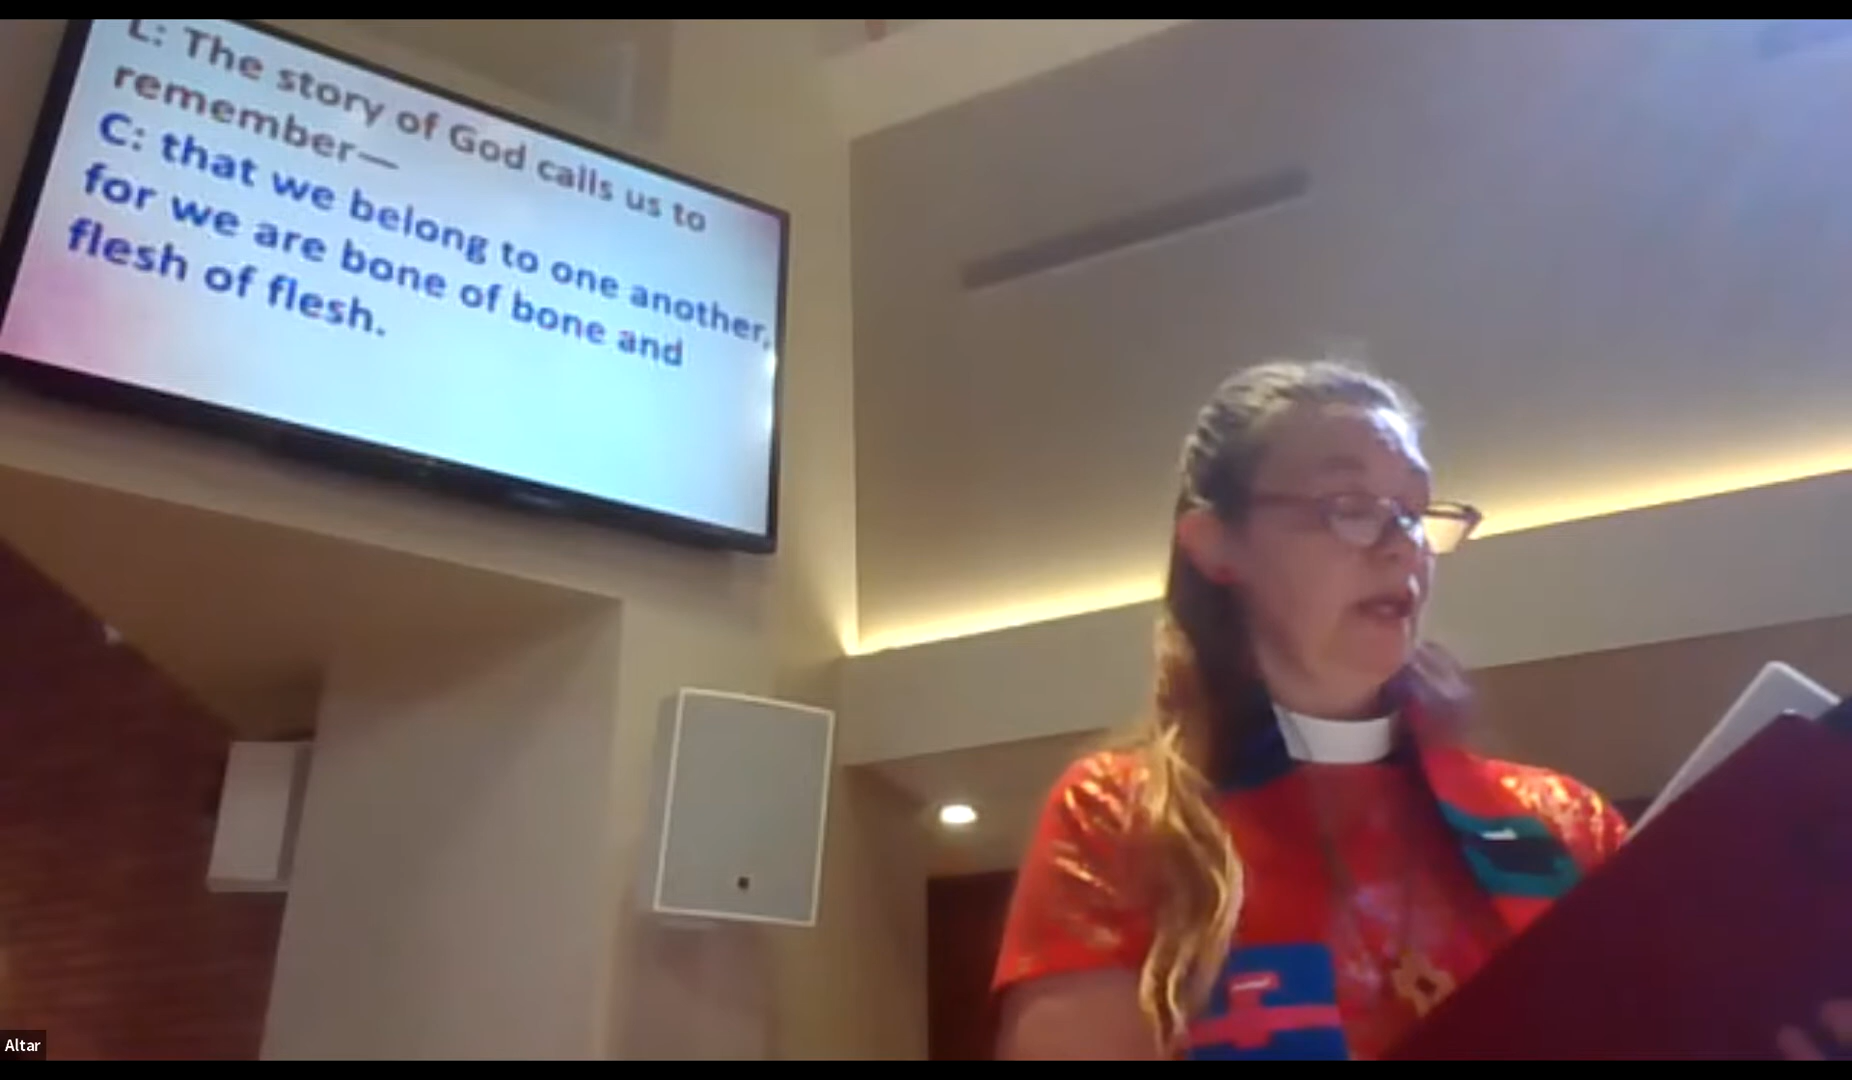 L: The story of God calls us to
remember—
C: that we belong to one another,
for we are bone of bone and
flesh of flesh.
Altar